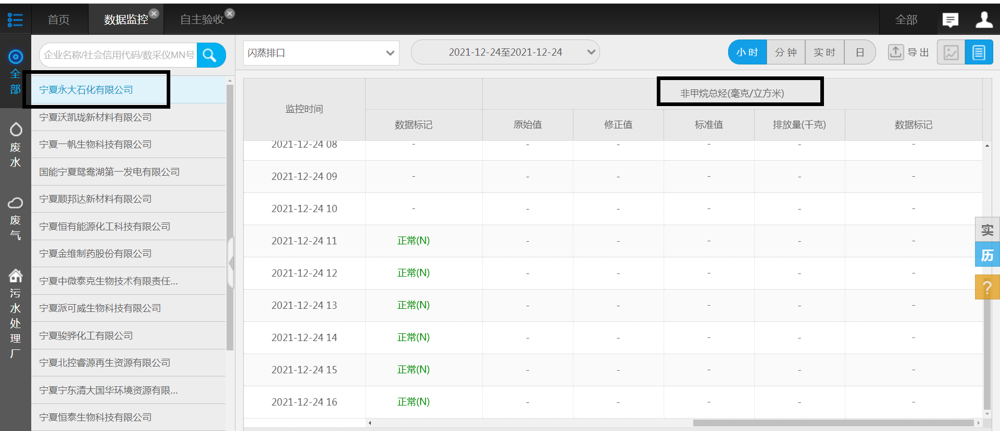 首页
数据监控
自主验收
全部
全部
废水
废气
污水处理厂
企业名称/社会信用代码/数采仪MN号
宁夏永大石化有限公司
宁夏沃凯珑新材料有限公司
宁夏一帆生物科技有限公司
国能宁夏鸳鸯湖第一发电有限公司
宁夏顺邦达新材料有限公司
宁夏恒有能源化工科技有限公司
宁夏金维制药股份有限公司
宁夏中微泰克生物技术有限责任...
宁夏派可威生物科技有限公司
宁夏骏骅化工有限公司
宁夏北控睿源再生资源有限公司
宁夏宁东清大国华环境资源有限...
宁夏恒泰生物科技有限公司
闪蒸排口
2021-12-24至2021-12-24
小时 分钟 实时 日
导出
监控时间
非甲烷总烃(毫克/立方米)
数据标记 原始值 修正值 标准值 排放量(千克) 数据标记
2021-12-24 08 - - - - - -
2021-12-24 09 - - - - - -
2021-12-24 10 - - - - - -
2021-12-24 11 正常(N) - - - - -
2021-12-24 12 正常(N) - - - - -
2021-12-24 13 正常(N) - - - - -
2021-12-24 14 正常(N) - - - - -
2021-12-24 15 正常(N) - - - - -
2021-12-24 16 正常(N) - - - - -
实
历
?